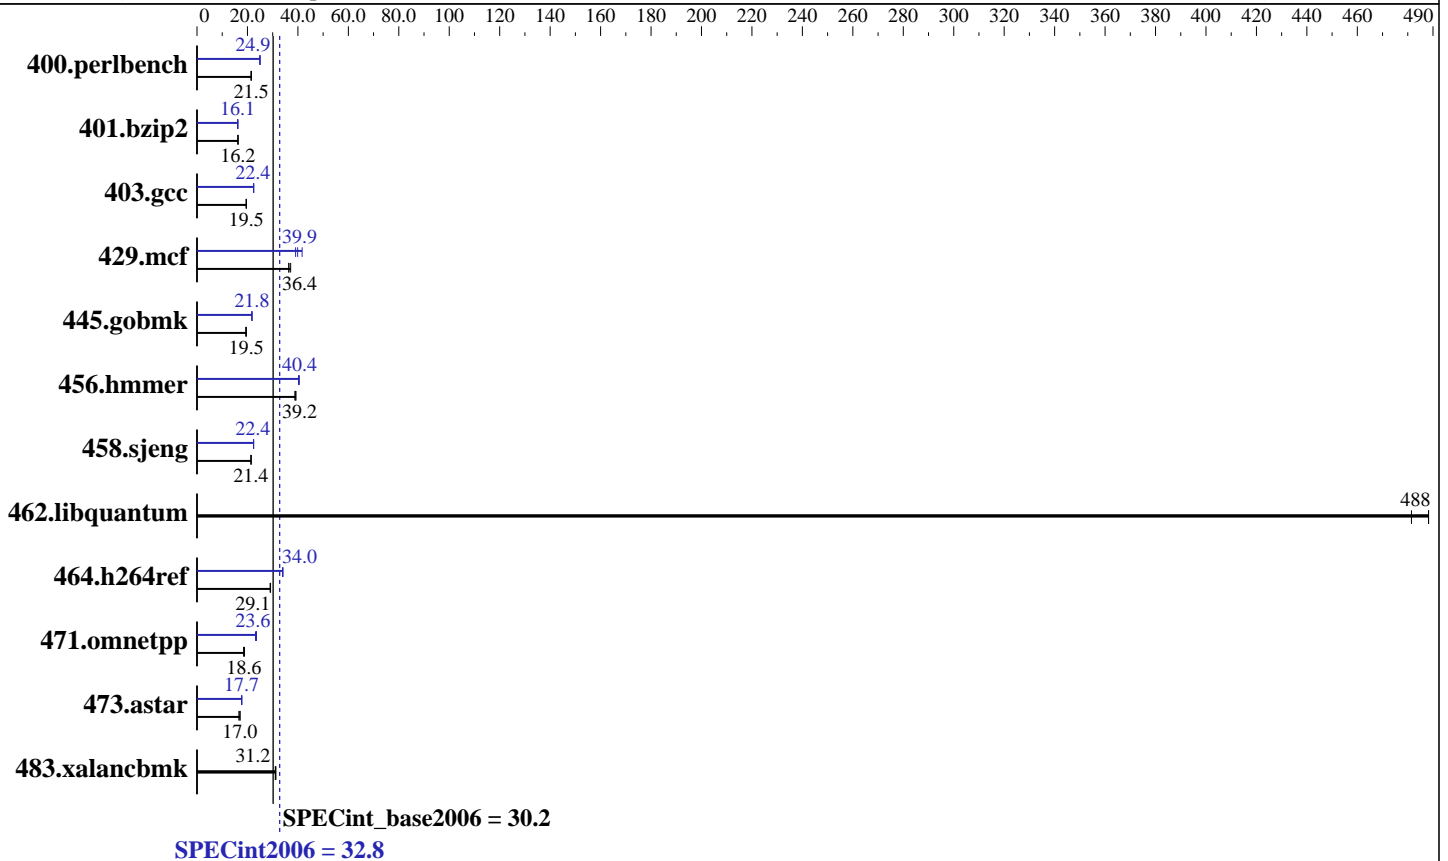 0 20.0 40.0 60.0 80.0 100 120 140 160 180 200 220 240 260 280 300 320 340 360 380 400 420 440 460 490
24.9
400.perlbench
21.5
16.1
401.bzip2
16.2
22.4
403.gcc
19.5
39.9
429.mcf
36.4
21.8
445.gobmk
19.5
40.4
456.hmmer
39.2
22.4
458.sjeng
21.4
488
462.libquantum
34.0
464.h264ref
29.1
23.6
471.omnetpp
18.6
17.7
473.astar
17.0
31.2
483.xalancbmk
SPECint_base2006 = 30.2
SPECint2006 = 32.8